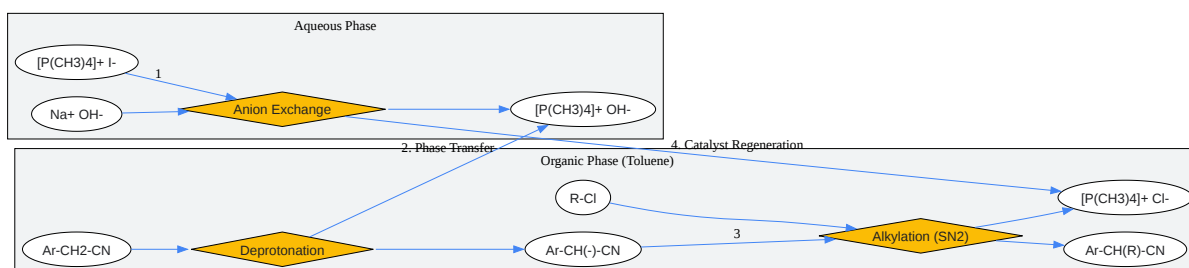 Aqueous Phase
[P(CH3)4]+ I-
1
Na+ OH-
Anion Exchange
[P(CH3)4]+ OH-
2. Phase Transfer
4. Catalyst Regeneration
Organic Phase (Toluene)
R-Cl
[P(CH3)4]+ Cl-
Ar-CH2-CN
Deprotonation
Ar-CH(-)-CN
3
Alkylation (SN2)
Ar-CH(R)-CN